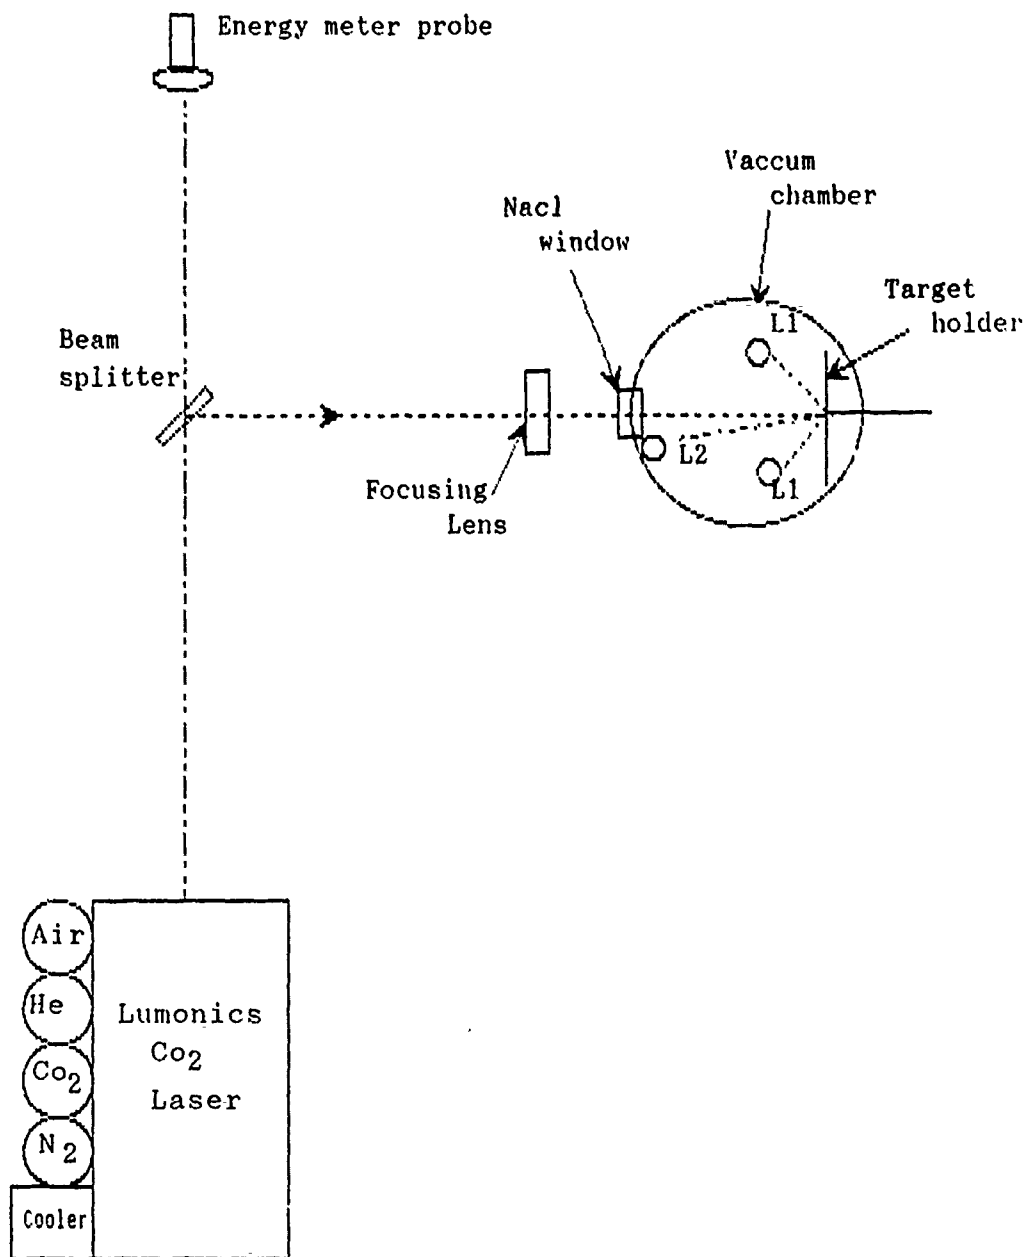 Energy meter probe
Vaccum
chamber
Nacl
window
Target
holder
L1
Beam
splitter
L2
L1
Focusing
Lens
Air
He
Co₂
N₂
Cooler
Lumonics
Co₂
Laser